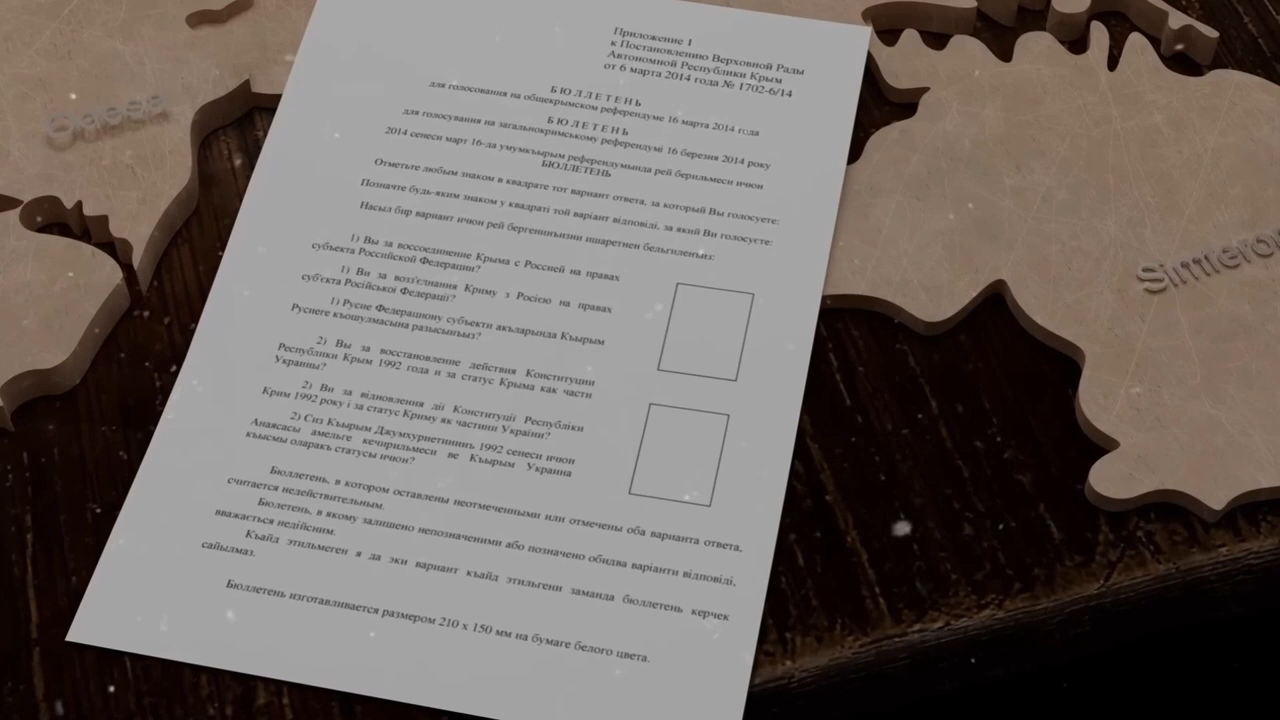 Приложение 1
к Постановлению Верховной Рады
Автономной Республики Крым
от 6 марта 2014 года № 1702-6/14
БЮЛЛЕТЕНЬ
для голосования на общекрымском референдуме 16 марта 2014 года
БЮЛЕТЕНЬ
для голосування на загальнокримському референдумі 16 березня 2014 року
2014 сенеси март 16-да умумкъырым референдумында рей берильмеси ичюн
БЮЛЛЕТЕНЬ
Отметьте любым знаком в квадрате тот вариант ответа, за который Вы голосуете:
Позначте будь-яким знаком у квадраті той варіант відповіді, за який Ви голосуєте:
Насыл бир вариант ичюн рей бергенинъизни ишаретнен бельгиленъиз:
1) Вы за воссоединение Крыма с Россией на правах
субъекта Российской Федерации?
1) Ви за возз'єднання Криму з Росією на правах
суб'єкта Російської Федерації?
1) Русие Федерациону субъекти акъларында Къырым
Русиеге къошулмасына разысынъыз?
2) Вы за восстановление действия Конституции
Республики Крым 1992 года и за статус Крыма как части
Украины?
2) Ви за відновлення дії Конституції Республіки
Крим 1992 року і за статус Криму як частини України?
2) Сиз Къырым Джумхуриетининъ 1992 сенеси ичюн
Анаясасы амельге кечирильмеси ве Къырым Украина
къысмы оларакъ статусы ичюн?
Бюллетень, в котором оставлены неотмеченными или отмечены оба варианта ответа,
считается недействительным.
Бюлетень, в якому залишено непозначеними або позначено обидва варіанти відповіді,
вважається недійсним.
Къайд этильмеген я да эки вариант къайд этильгени заманда бюллетень керчек
сайылмаз.
Бюллетень изготавливается размером 210 х 150 мм на бумаге белого цвета.
Odesa